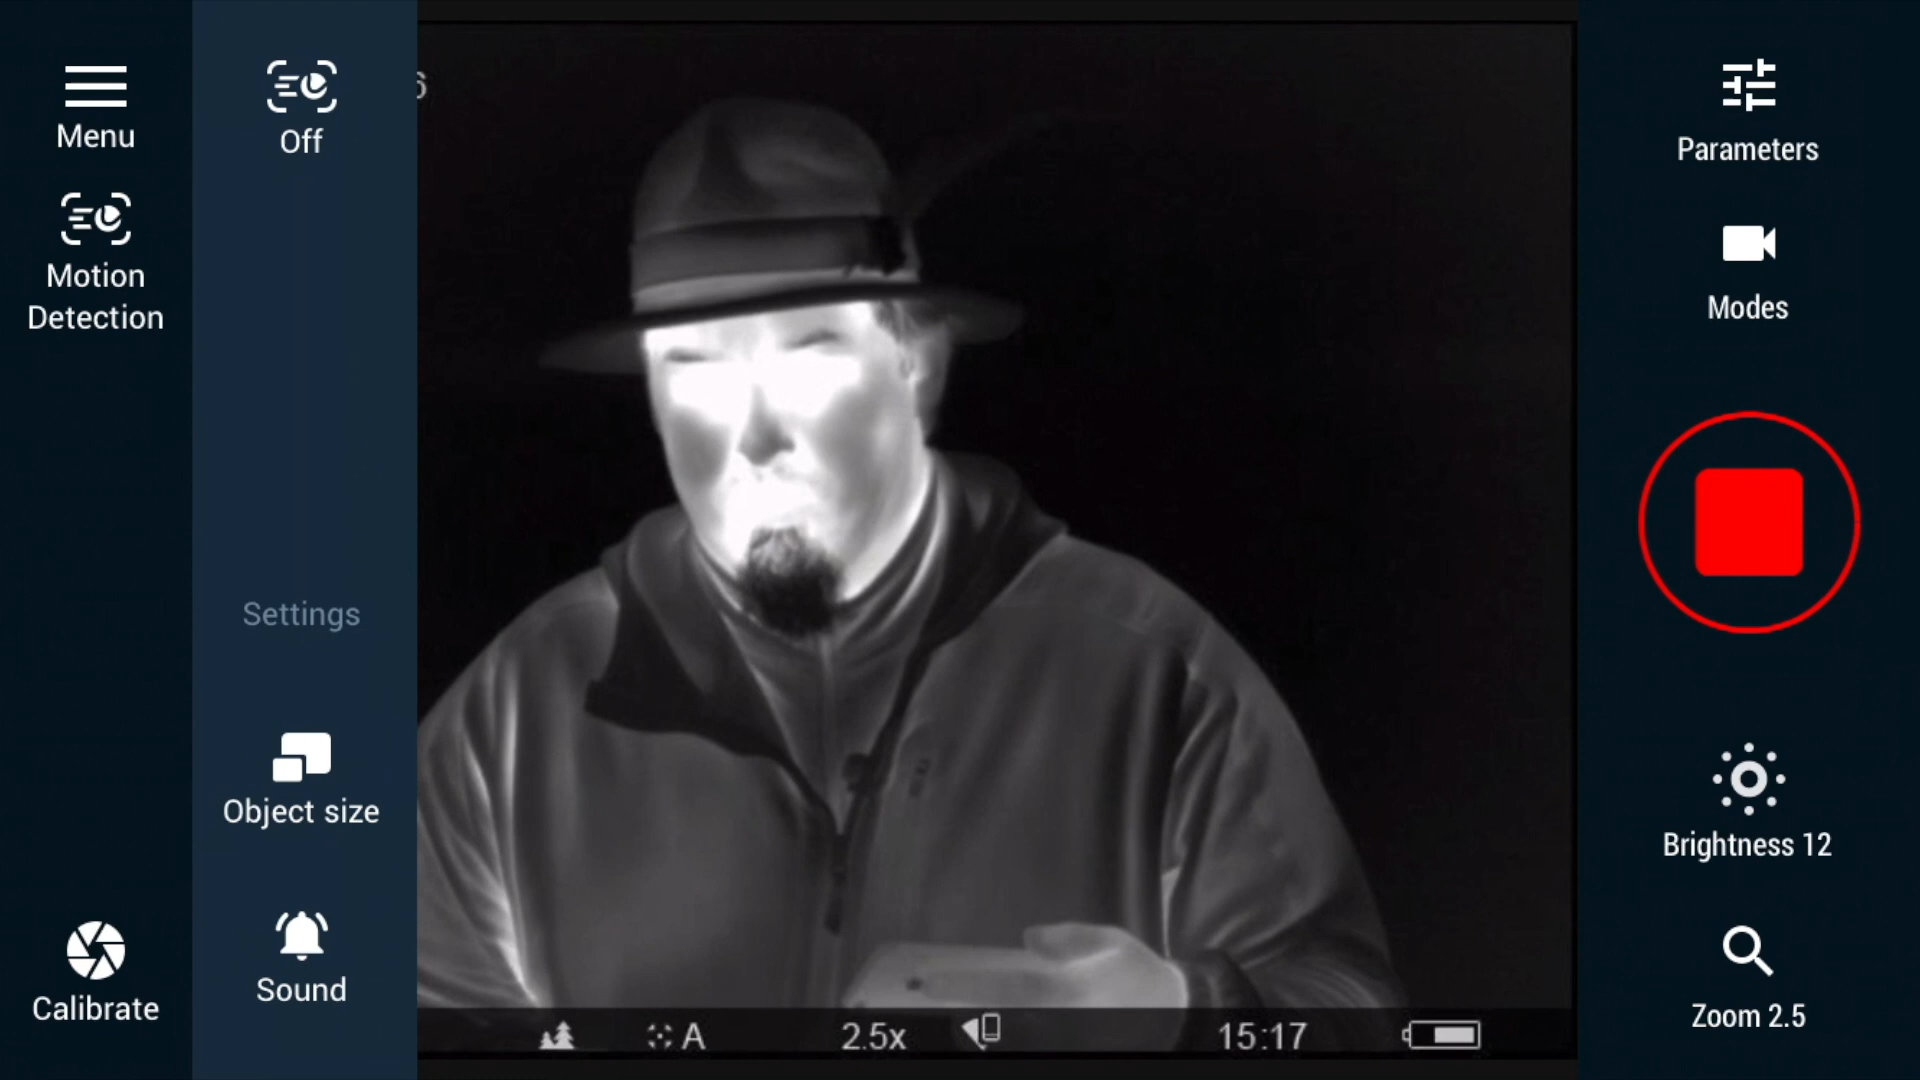 Menu
Motion
Detection
Calibrate
Off
Settings
Object size
Sound
6
A
2.5x
15:17
Parameters
Modes
Brightness 12
Zoom 2.5